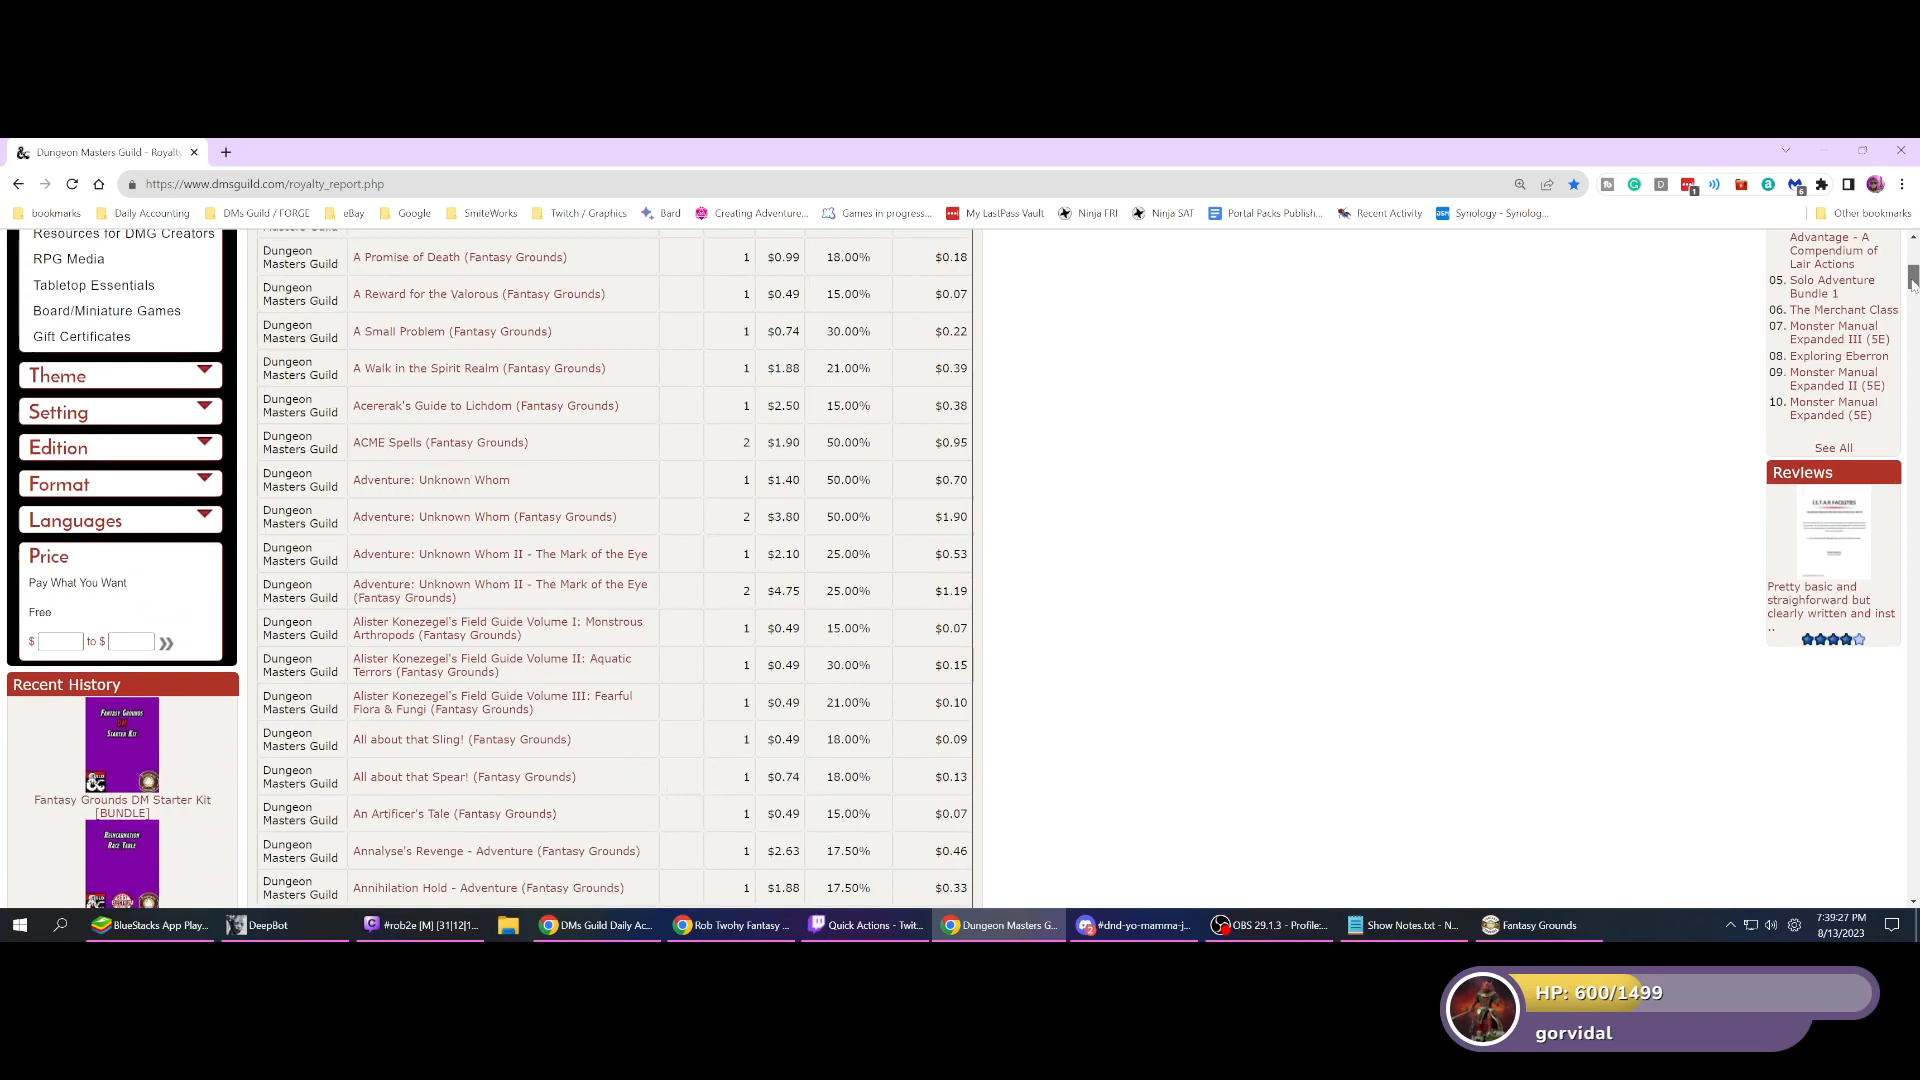 Dungeon Masters Guild - Royalty
https://www.dmsguild.com/royalty_report.php
bookmarks Daily Accounting DMs Guild / FORGE eBay Google SmiteWorks Twitch / Graphics Bard Creating Adventure... Games in progress... My LastPass Vault Ninja FRI Ninja SAT Portal Packs Publish... Recent Activity Synology - Synolog... Other bookmarks
Resources for DMG Creators
RPG Media
Tabletop Essentials
Board/Miniature Games
Gift Certificates
Theme
Setting
Edition
Format
Languages
Price
Pay What You Want
Free
$ to $
Recent History
FANTASY GROUNDS
DM
STARTER KIT
Fantasy Grounds DM Starter Kit
[BUNDLE]
REINCARNATION
RACE TABLE
Masters Guild
Dungeon
Masters Guild A Promise of Death (Fantasy Grounds) 1 $0.99 18.00% $0.18
Dungeon
Masters Guild A Reward for the Valorous (Fantasy Grounds) 1 $0.49 15.00% $0.07
Dungeon
Masters Guild A Small Problem (Fantasy Grounds) 1 $0.74 30.00% $0.22
Dungeon
Masters Guild A Walk in the Spirit Realm (Fantasy Grounds) 1 $1.88 21.00% $0.39
Dungeon
Masters Guild Acererak's Guide to Lichdom (Fantasy Grounds) 1 $2.50 15.00% $0.38
Dungeon
Masters Guild ACME Spells (Fantasy Grounds) 2 $1.90 50.00% $0.95
Dungeon
Masters Guild Adventure: Unknown Whom 1 $1.40 50.00% $0.70
Dungeon
Masters Guild Adventure: Unknown Whom (Fantasy Grounds) 2 $3.80 50.00% $1.90
Dungeon
Masters Guild Adventure: Unknown Whom II - The Mark of the Eye 1 $2.10 25.00% $0.53
Dungeon Adventure: Unknown Whom II - The Mark of the Eye
Masters Guild (Fantasy Grounds) 2 $4.75 25.00% $1.19
Dungeon Alister Konezegel's Field Guide Volume I: Monstrous
Masters Guild Arthropods (Fantasy Grounds) 1 $0.49 15.00% $0.07
Dungeon Alister Konezegel's Field Guide Volume II: Aquatic
Masters Guild Terrors (Fantasy Grounds) 1 $0.49 30.00% $0.15
Dungeon Alister Konezegel's Field Guide Volume III: Fearful
Masters Guild Flora & Fungi (Fantasy Grounds) 1 $0.49 21.00% $0.10
Dungeon
Masters Guild All about that Sling! (Fantasy Grounds) 1 $0.49 18.00% $0.09
Dungeon
Masters Guild All about that Spear! (Fantasy Grounds) 1 $0.74 18.00% $0.13
Dungeon
Masters Guild An Artificer's Tale (Fantasy Grounds) 1 $0.49 15.00% $0.07
Dungeon
Masters Guild Annalyse's Revenge - Adventure (Fantasy Grounds) 1 $2.63 17.50% $0.46
Dungeon
Masters Guild Annihilation Hold - Adventure (Fantasy Grounds) 1 $1.88 17.50% $0.33
Advantage - A
Compendium of
Lair Actions
05. Solo Adventure
Bundle 1
06. The Merchant Class
07. Monster Manual
Expanded III (5E)
08. Exploring Eberron
09. Monster Manual
Expanded II (5E)
10. Monster Manual
Expanded (5E)
See All
Reviews
Pretty basic and
straighforward but
clearly written and inst
..
BlueStacks App Play... DeepBot #rob2e [M] [31|12|1... DMs Guild Daily Ac... Rob Twohy Fantasy ... Quick Actions - Twit... Dungeon Masters G... #dnd-yo-mamma-j... OBS 29.1.3 - Profile:... Show Notes.txt - N... Fantasy Grounds
7:39:27 PM
8/13/2023
HP: 600/1499
gorvidal